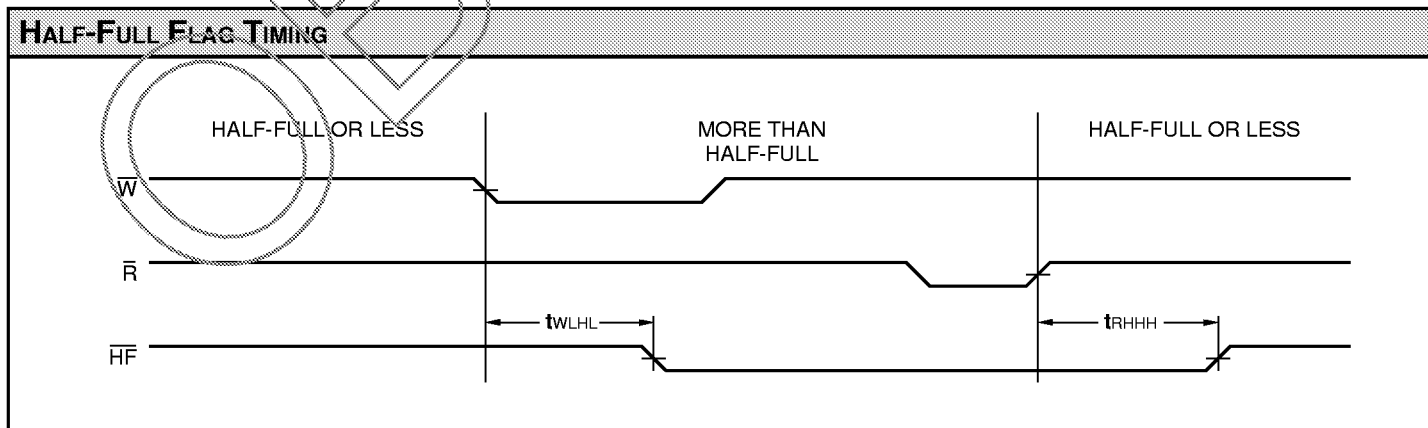 HALF-FULL FLAG TIMING
HALF-FULL OR LESS
MORE THAN
HALF-FULL
HALF-FULL OR LESS
W
R
tWLHL
tRHHH
HF